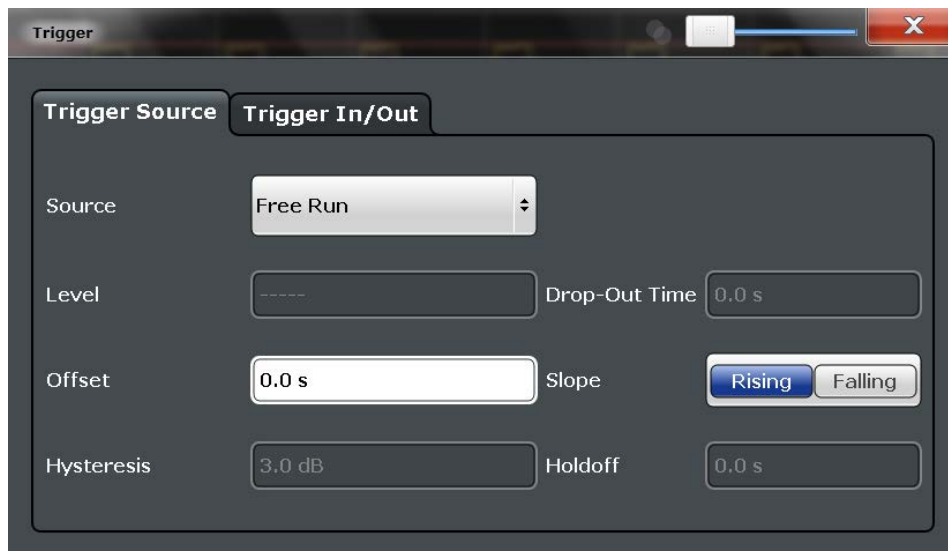 Trigger
X
Trigger Source Trigger In/Out
Source Free Run
Level ----- Drop-Out Time 0.0 s
Offset 0.0 s Slope Rising Falling
Hysteresis 3.0 dB Holdoff 0.0 s